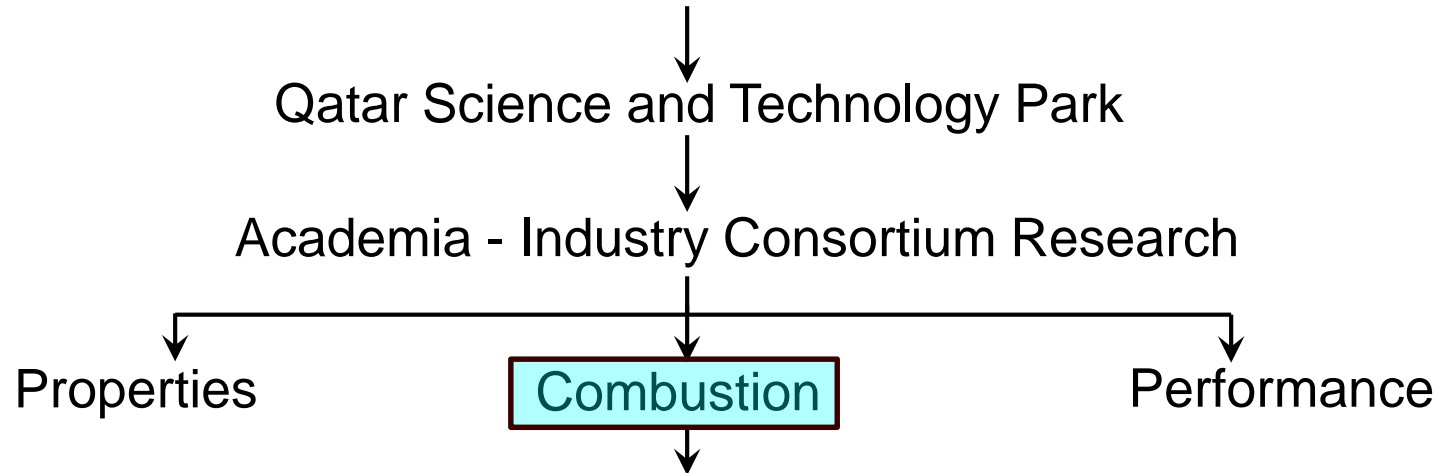 Qatar Science and Technology Park
Academia - Industry Consortium Research
Properties Combustion Performance